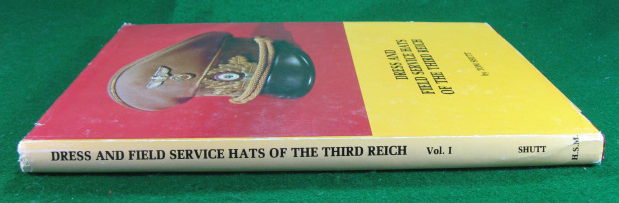 DRESS AND
FIELD SERVICE HATS
OF THE THIRD REICH
by TOM SHUTT
DRESS AND FIELD SERVICE HATS OF THE THIRD REICH Vol. I SHUTT H.S.M.